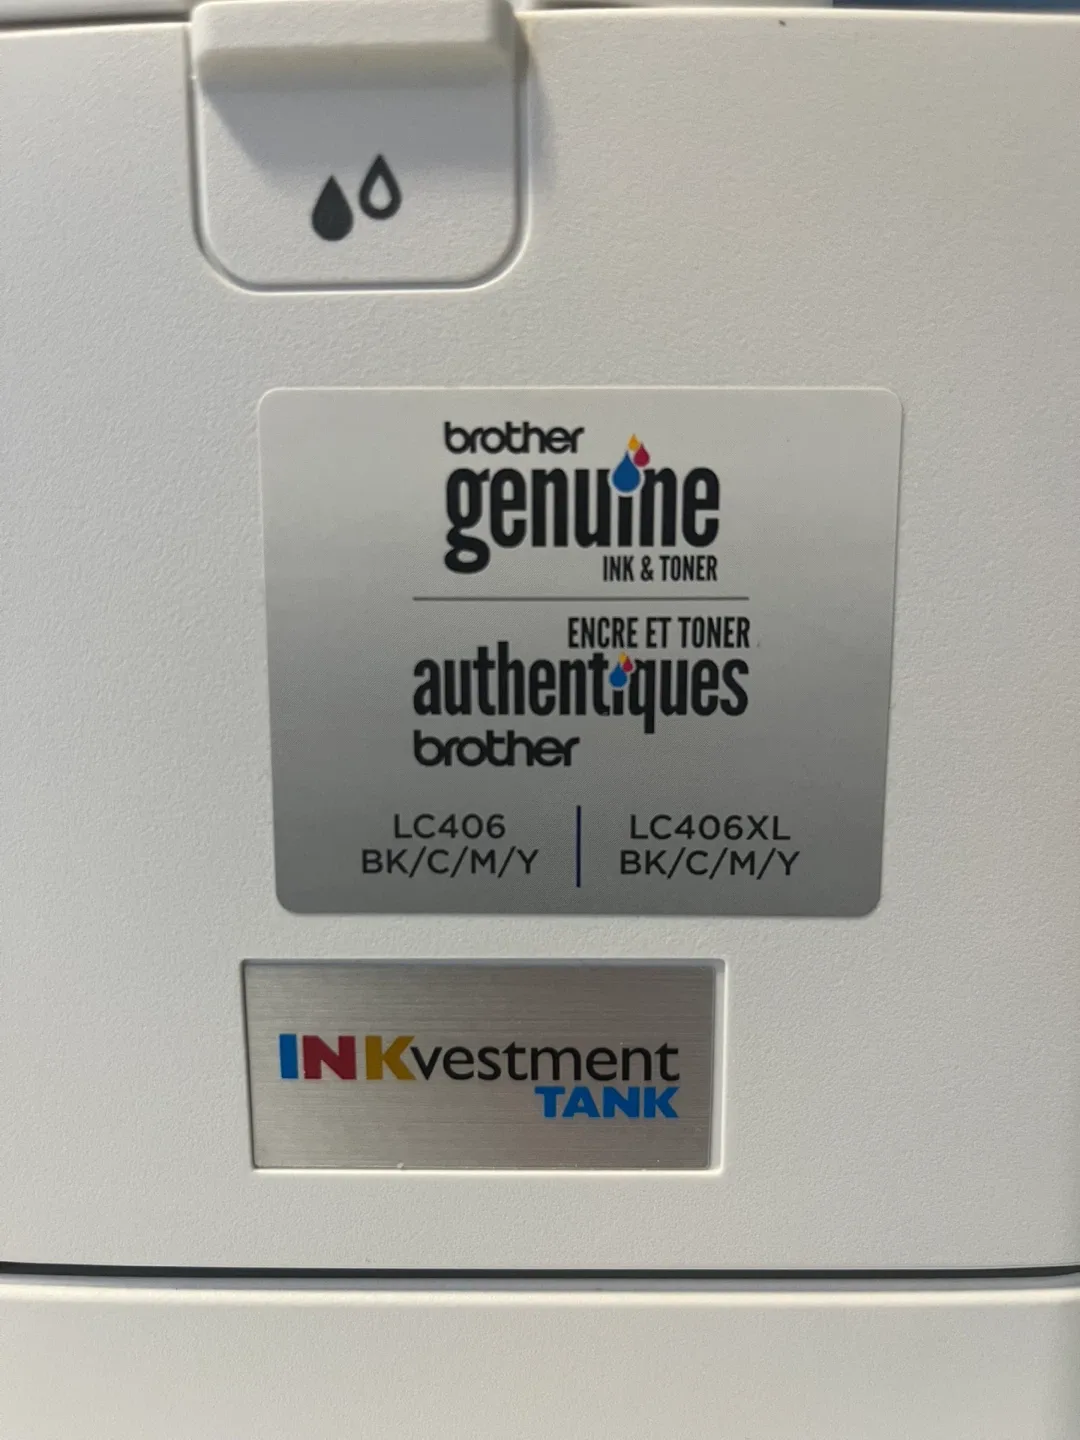 brother
genuine
INK & TONER
ENCRE ET TONER
authentiques
brother
LC406
BK/C/M/Y
LC406XL
BK/C/M/Y
INKvestment
TANK